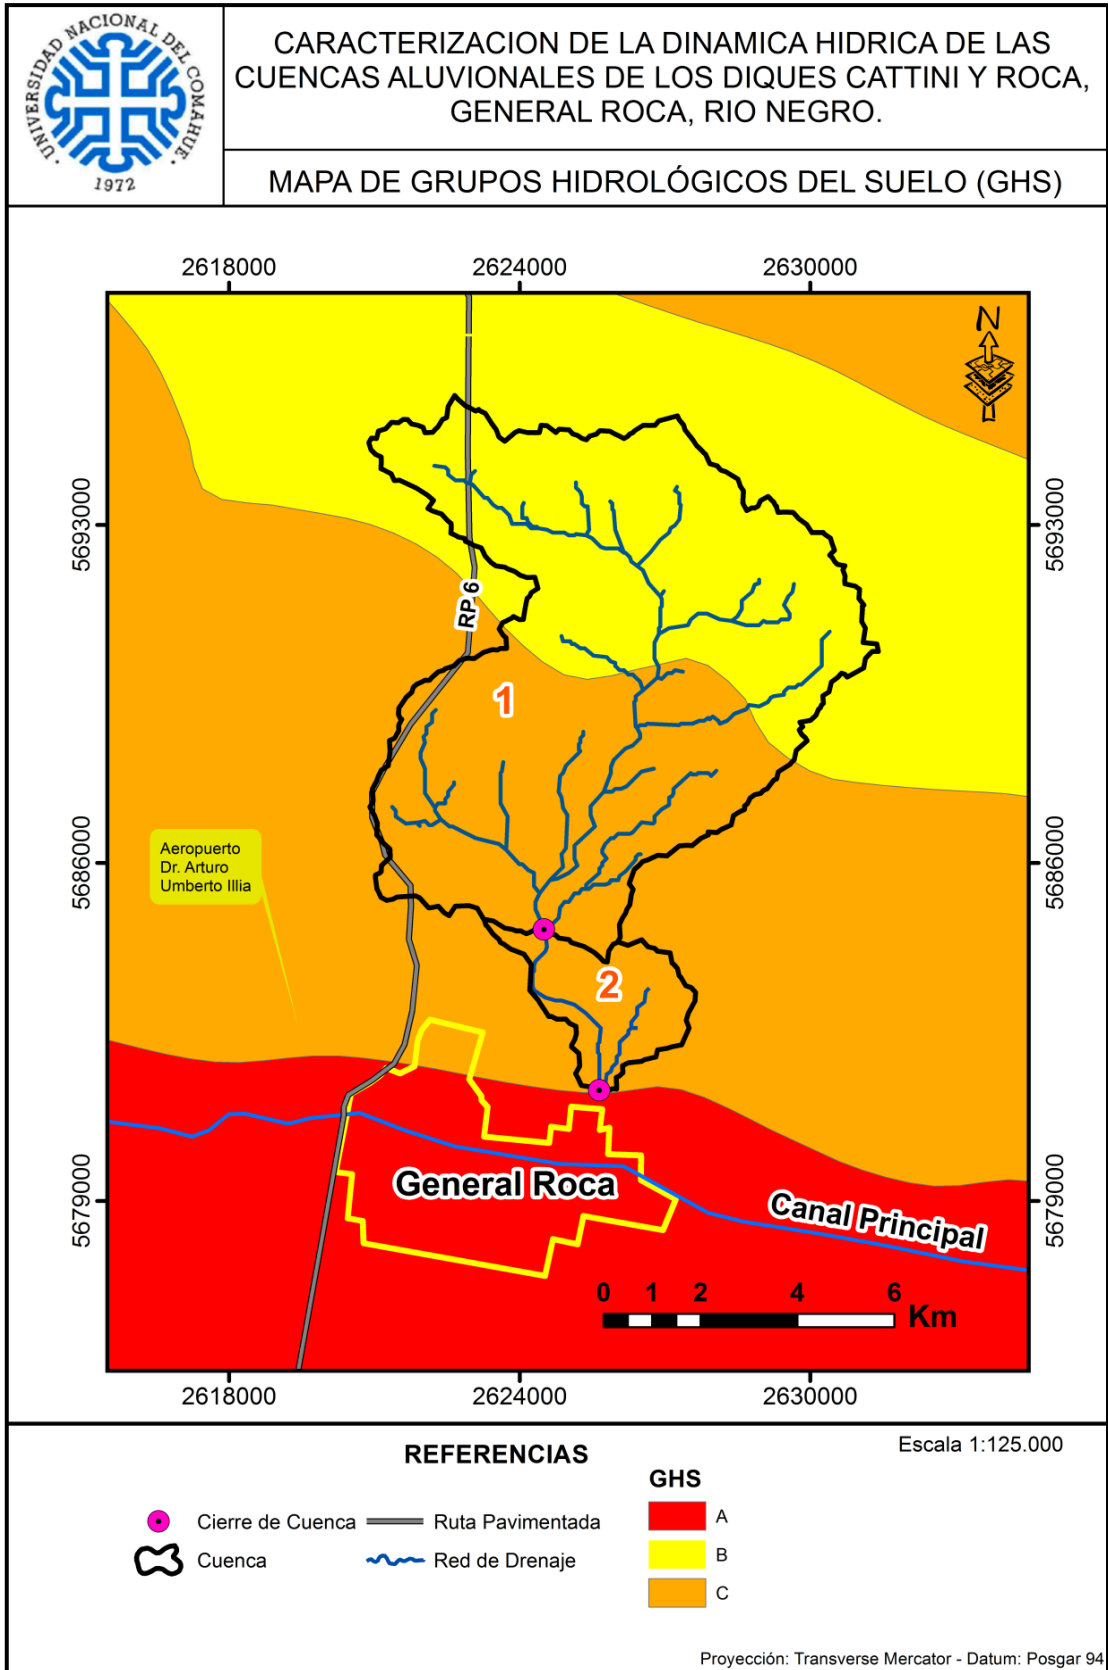 UNIVERSIDAD NACIONAL DEL COMAHUE
1972
CARACTERIZACION DE LA DINAMICA HIDRICA DE LAS
CUENCAS ALUVIONALES DE LOS DIQUES CATTINI Y ROCA,
GENERAL ROCA, RIO NEGRO.
MAPA DE GRUPOS HIDROLÓGICOS DEL SUELO (GHS)
2618000
2624000
2630000
N
5693000
5693000
RP 6
1
5686000
5686000
Aeropuerto
Dr. Arturo
Umberto Illia
2
5679000
5679000
General Roca
Canal Principal
0 1 2 4 6
Km
2618000
2624000
2630000
REFERENCIAS
Escala 1:125.000
Cierre de Cuenca
Ruta Pavimentada
Cuenca
Red de Drenaje
GHS
A
B
C
Proyección: Transverse Mercator - Datum: Posgar 94